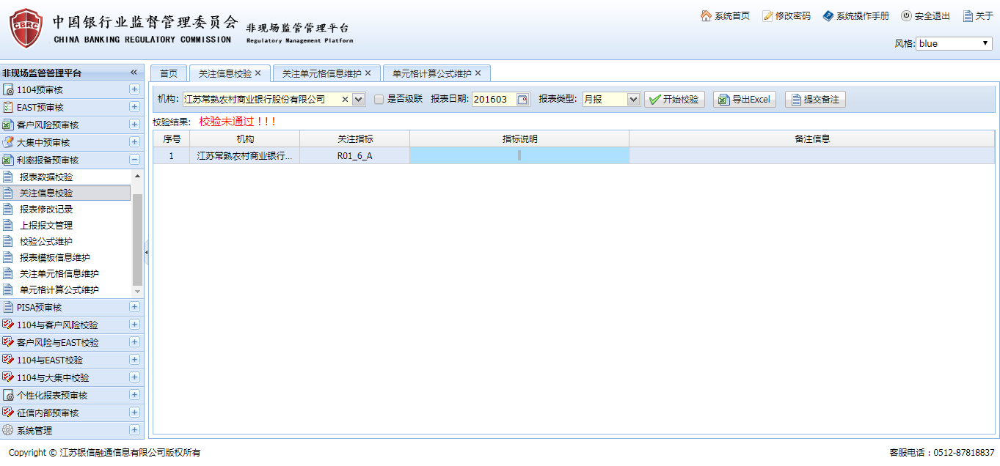 中国银行业监督管理委员会
CHINA BANKING REGULATORY COMMISSION
CBRC
非现场监管管理平台
Regulatory Management Platform
系统首页 修改密码 系统操作手册 安全退出 关于
风格: blue
非现场监管管理平台
1104预审核
EAST预审核
客户风险预审核
大集中预审核
利率报备预审核
报表数据校验
关注信息校验
报表修改记录
上报报文管理
校验公式维护
报表模板信息维护
关注单元格信息维护
单元格计算公式维护
PISA预审核
1104与客户风险校验
客户风险与EAST校验
1104与EAST校验
1104与大集中校验
个性化报表预审核
征信内部预审核
系统管理
首页 关注信息校验 关注单元格信息维护 单元格计算公式维护
机构: 江苏常熟农村商业银行股份有限公司 是否级联 报表日期: 201603 报表类型: 月报 开始校验 导出Excel 提交备注
校验结果: 校验未通过！！！
序号 机构 关注指标 指标说明 备注信息
1 江苏常熟农村商业银行... R01_6_A
Copyright © 江苏银信融通信息有限公司版权所有
客服电话：0512-87818837